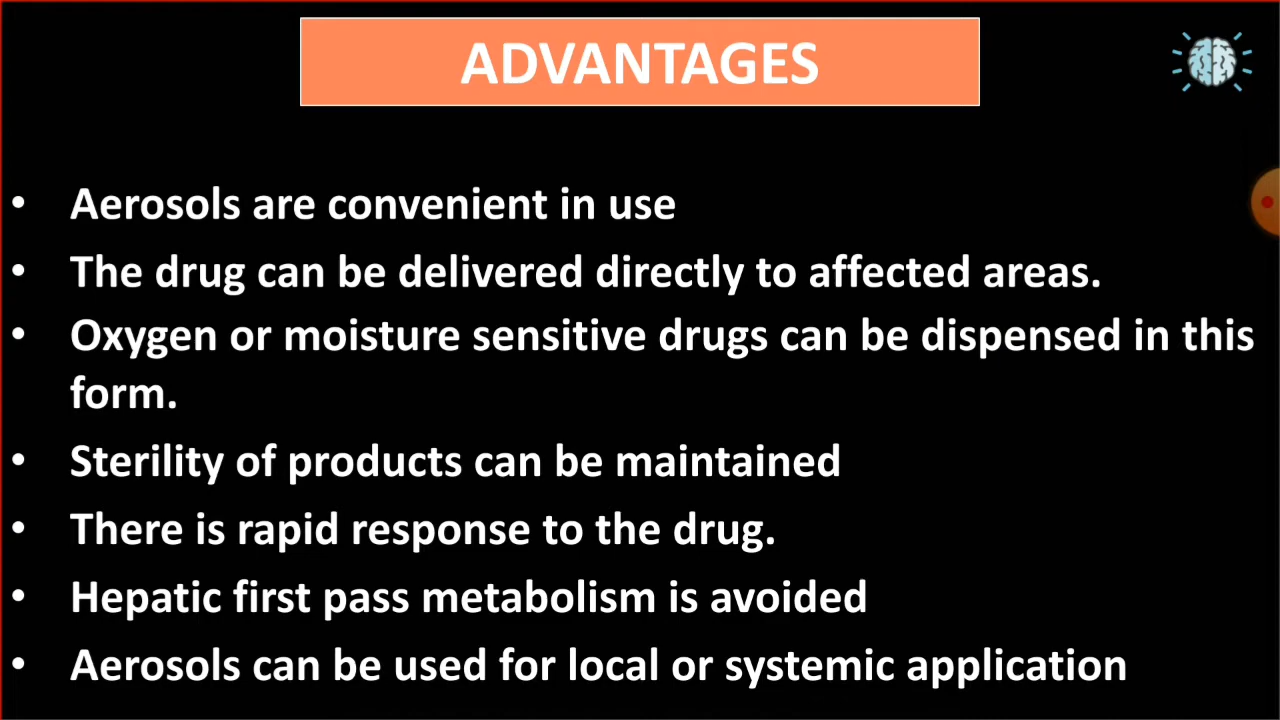 ADVANTAGES
• Aerosols are convenient in use
• The drug can be delivered directly to affected areas.
• Oxygen or moisture sensitive drugs can be dispensed in this
form.
• Sterility of products can be maintained
• There is rapid response to the drug.
• Hepatic first pass metabolism is avoided
• Aerosols can be used for local or systemic application